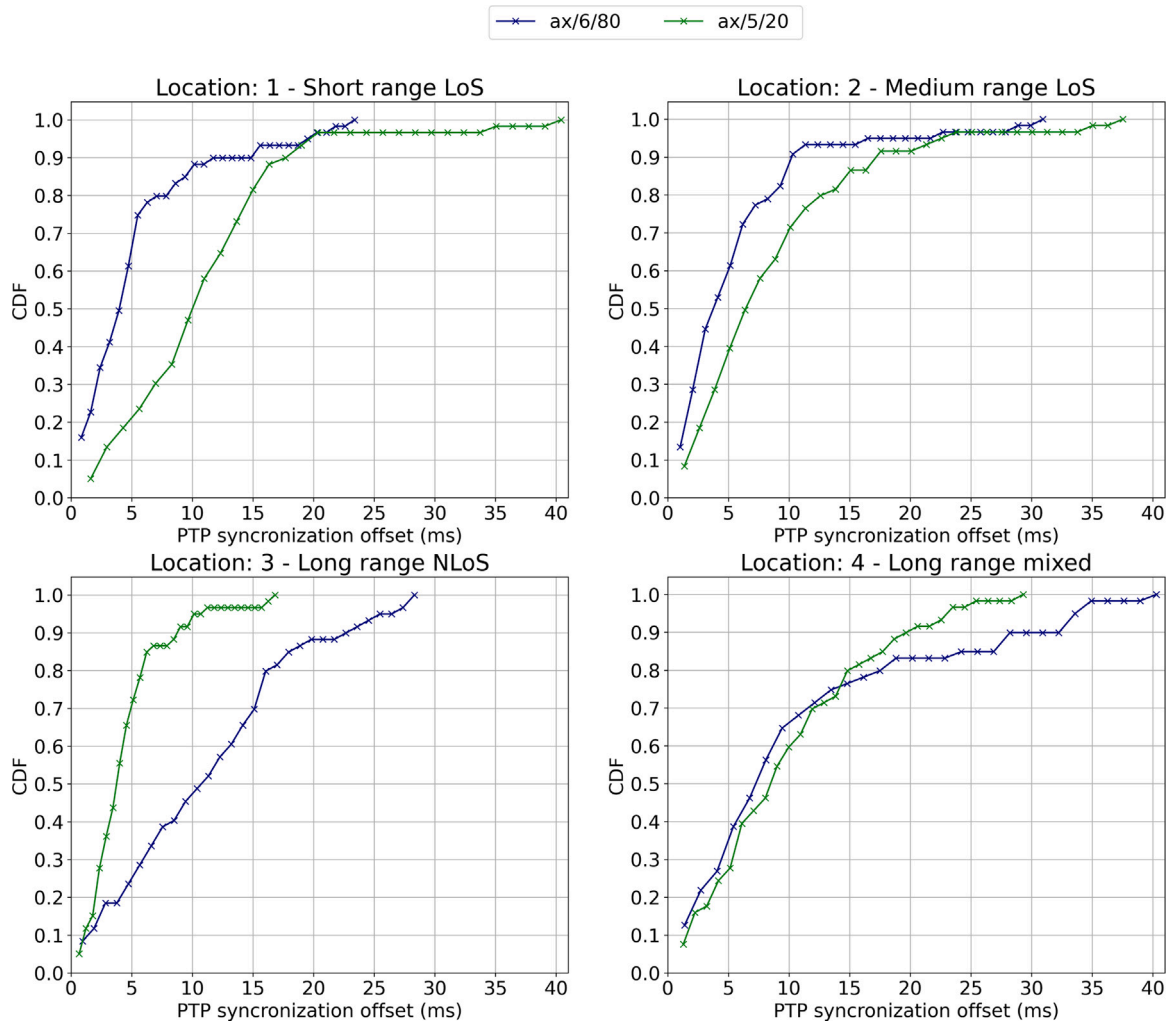 ax/6/80 ax/5/20
Location: 1 - Short range LoS
1.0
0.9
0.8
0.7
0.6
0.5
0.4
0.3
0.2
0.1
0.0
CDF
0 5 10 15 20 25 30 35 40
PTP syncronization offset (ms)
Location: 2 - Medium range LoS
1.0
0.9
0.8
0.7
0.6
0.5
0.4
0.3
0.2
0.1
0.0
CDF
0 5 10 15 20 25 30 35 40
PTP syncronization offset (ms)
Location: 3 - Long range NLoS
1.0
0.9
0.8
0.7
0.6
0.5
0.4
0.3
0.2
0.1
0.0
CDF
0 5 10 15 20 25 30 35 40
PTP syncronization offset (ms)
Location: 4 - Long range mixed
1.0
0.9
0.8
0.7
0.6
0.5
0.4
0.3
0.2
0.1
0.0
CDF
0 5 10 15 20 25 30 35 40
PTP syncronization offset (ms)